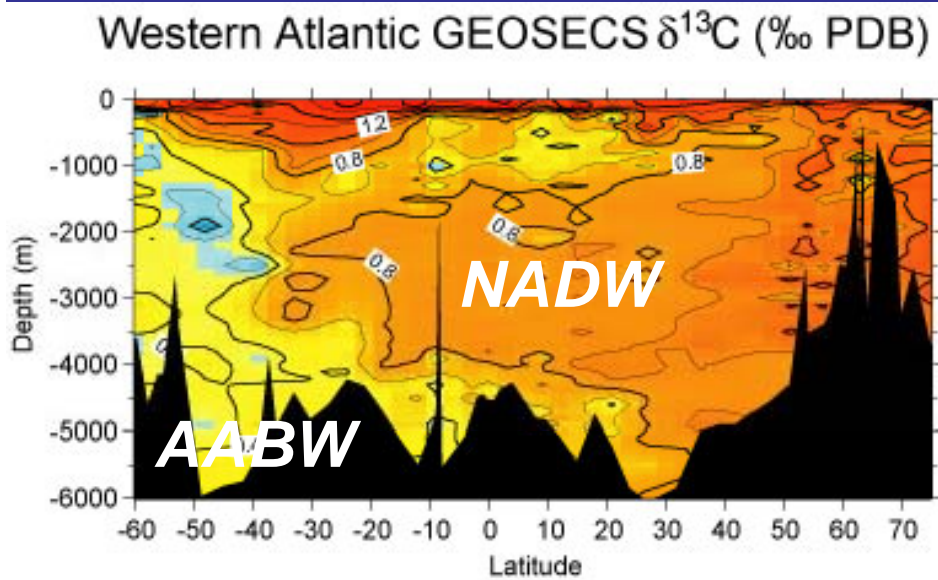 Western Atlantic GEOSECS δ¹³C (‰ PDB)
0
-1000
-2000
-3000
-4000
-5000
-6000
Depth (m)
1.2
0.8
0.8
0.8
0.8
NADW
AABW
-60 -50 -40 -30 -20 -10 0 10 20 30 40 50 60 70
Latitude